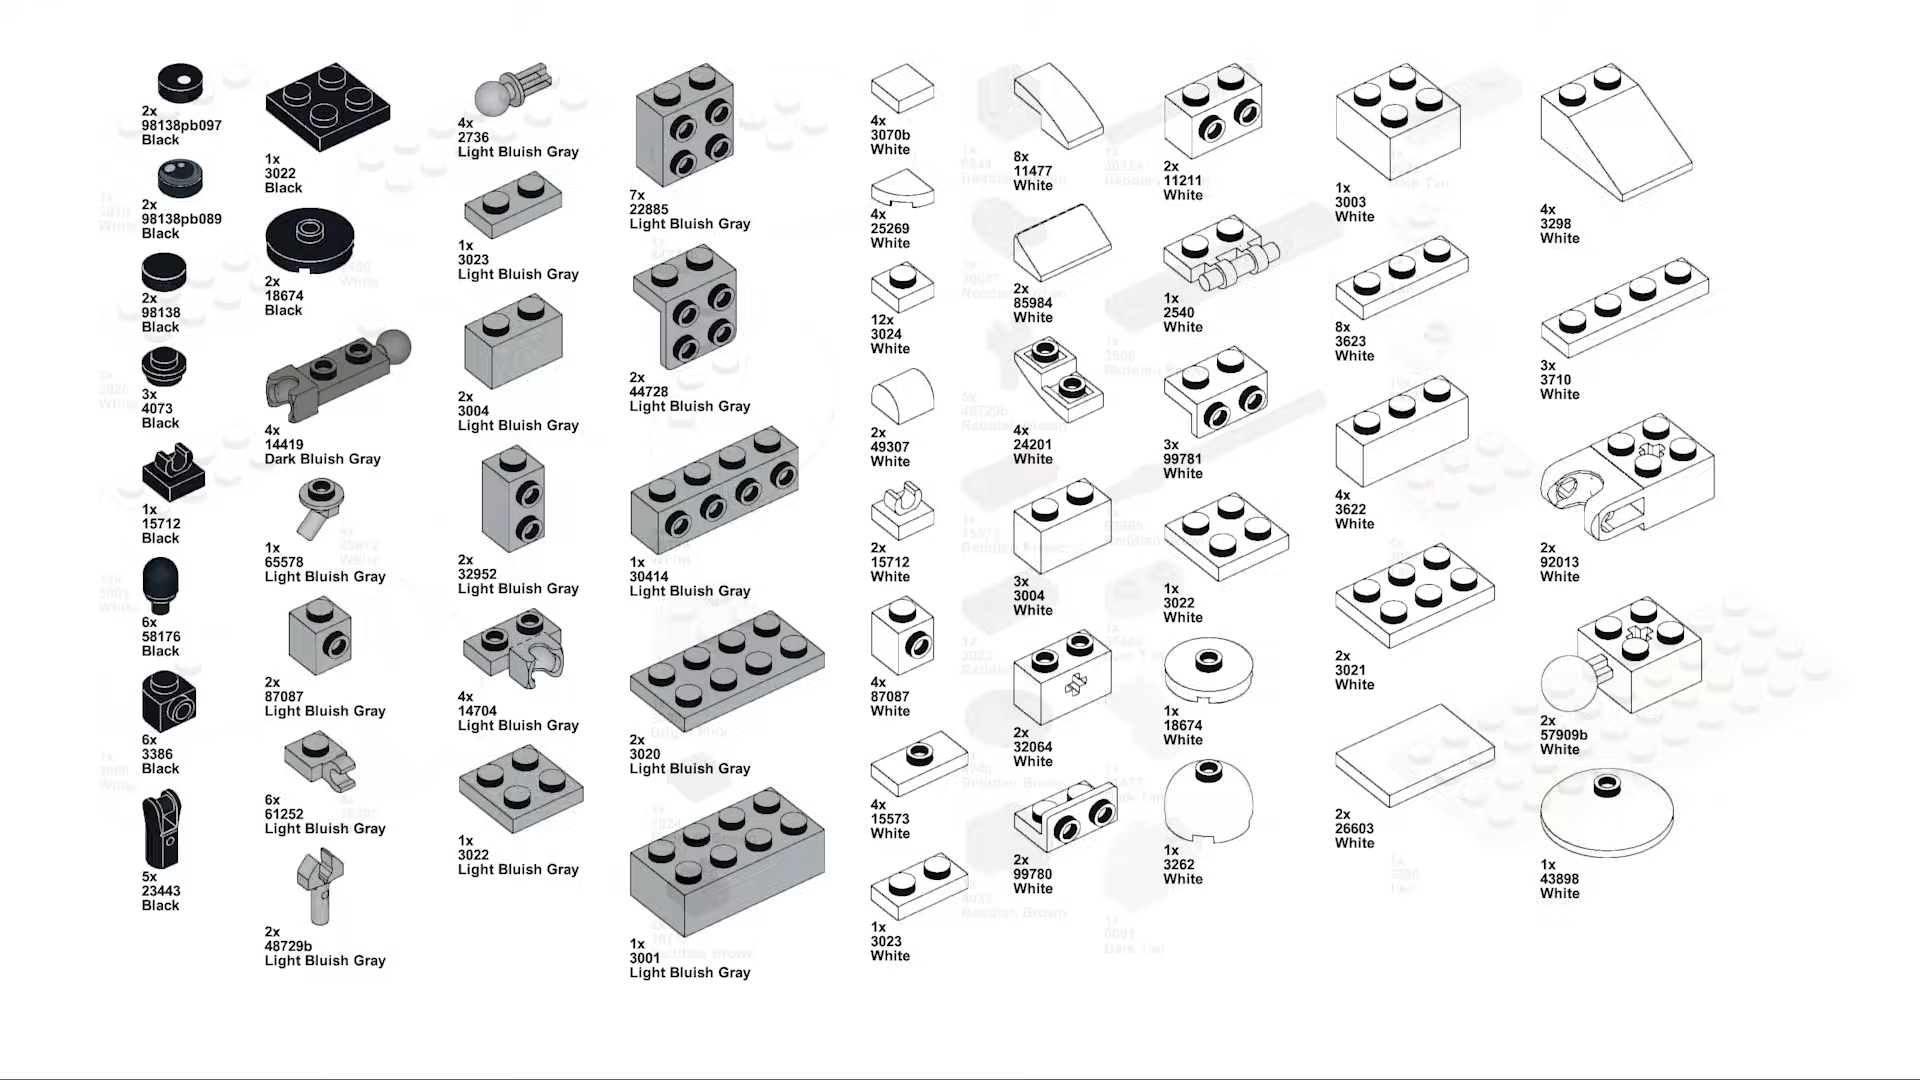 2x
98138pb097
Black
2x
98138pb089
Black
2x
98138
Black
3x
4073
Black
1x
15712
Black
6x
58176
Black
6x
3386
Black
5x
23443
Black
1x
3022
Black
2x
18674
Black
4x
14419
Dark Bluish Gray
1x
65578
Light Bluish Gray
2x
87087
Light Bluish Gray
6x
61252
Light Bluish Gray
2x
48729b
Light Bluish Gray
4x
2736
Light Bluish Gray
1x
3023
Light Bluish Gray
2x
3004
Light Bluish Gray
2x
32952
Light Bluish Gray
4x
14704
Light Bluish Gray
1x
3022
Light Bluish Gray
7x
22885
Light Bluish Gray
2x
44728
Light Bluish Gray
1x
30414
Light Bluish Gray
2x
3020
Light Bluish Gray
1x
3001
Light Bluish Gray
4x
3070b
White
4x
25269
White
12x
3024
White
2x
49307
White
2x
15712
White
4x
87087
White
4x
15573
White
1x
3023
White
8x
11477
White
2x
85984
White
4x
24201
White
3x
3004
White
2x
32064
White
2x
99780
White
2x
11211
White
1x
2540
White
3x
99781
White
1x
3022
White
1x
18674
White
1x
3262
White
1x
3003
White
8x
3623
White
4x
3622
White
2x
3021
White
2x
26603
White
4x
3298
White
3x
3710
White
2x
92013
White
2x
57909b
White
1x
43898
White